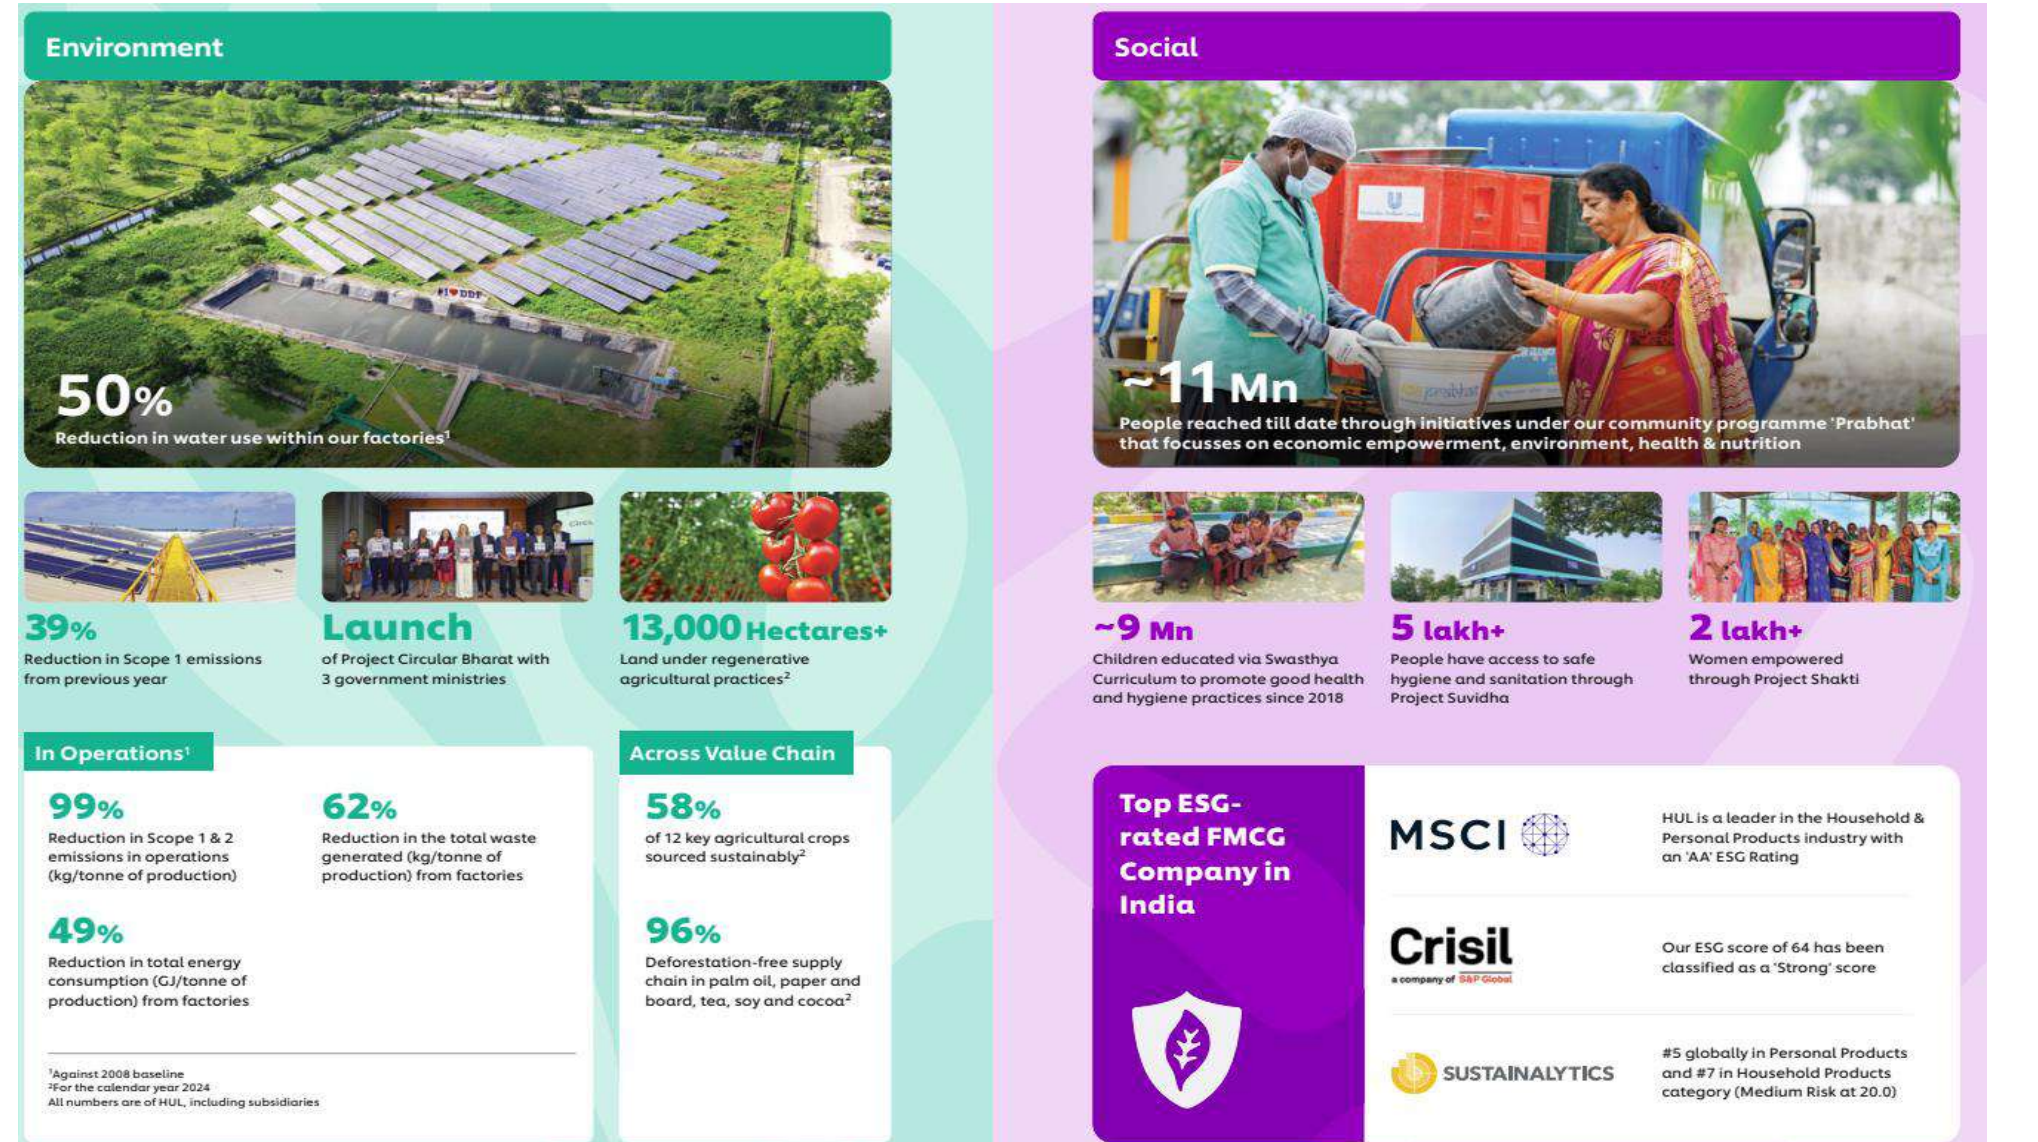 Environment
#I❤DDF
50%
Reduction in water use within our factories¹
39%
Reduction in Scope 1 emissions
from previous year
Launch
of Project Circular Bharat with
3 government ministries
13,000 Hectares+
Land under regenerative
agricultural practices²
In Operations¹
99%
Reduction in Scope 1 & 2
emissions in operations
(kg/tonne of production)
62%
Reduction in the total waste
generated (kg/tonne of
production) from factories
49%
Reduction in total energy
consumption (GJ/tonne of
production) from factories
¹Against 2008 baseline
²For the calendar year 2024
All numbers are of HUL, including subsidiaries
Across Value Chain
58%
of 12 key agricultural crops
sourced sustainably²
96%
Deforestation-free supply
chain in palm oil, paper and
board, tea, soy and cocoa²
Social
prabhat
~11 Mn
People reached till date through initiatives under our community programme 'Prabhat'
that focusses on economic empowerment, environment, health & nutrition
~9 Mn
Children educated via Swasthya
Curriculum to promote good health
and hygiene practices since 2018
5 lakh+
People have access to safe
hygiene and sanitation through
Project Suvidha
2 lakh+
Women empowered
through Project Shakti
Top ESG-
rated FMCG
Company in
India
MSCI
HUL is a leader in the Household &
Personal Products industry with
an 'AA' ESG Rating
Crisil
a company of S&P Global
Our ESG score of 64 has been
classified as a 'Strong' score
SUSTAINALYTICS
#5 globally in Personal Products
and #7 in Household Products
category (Medium Risk at 20.0)